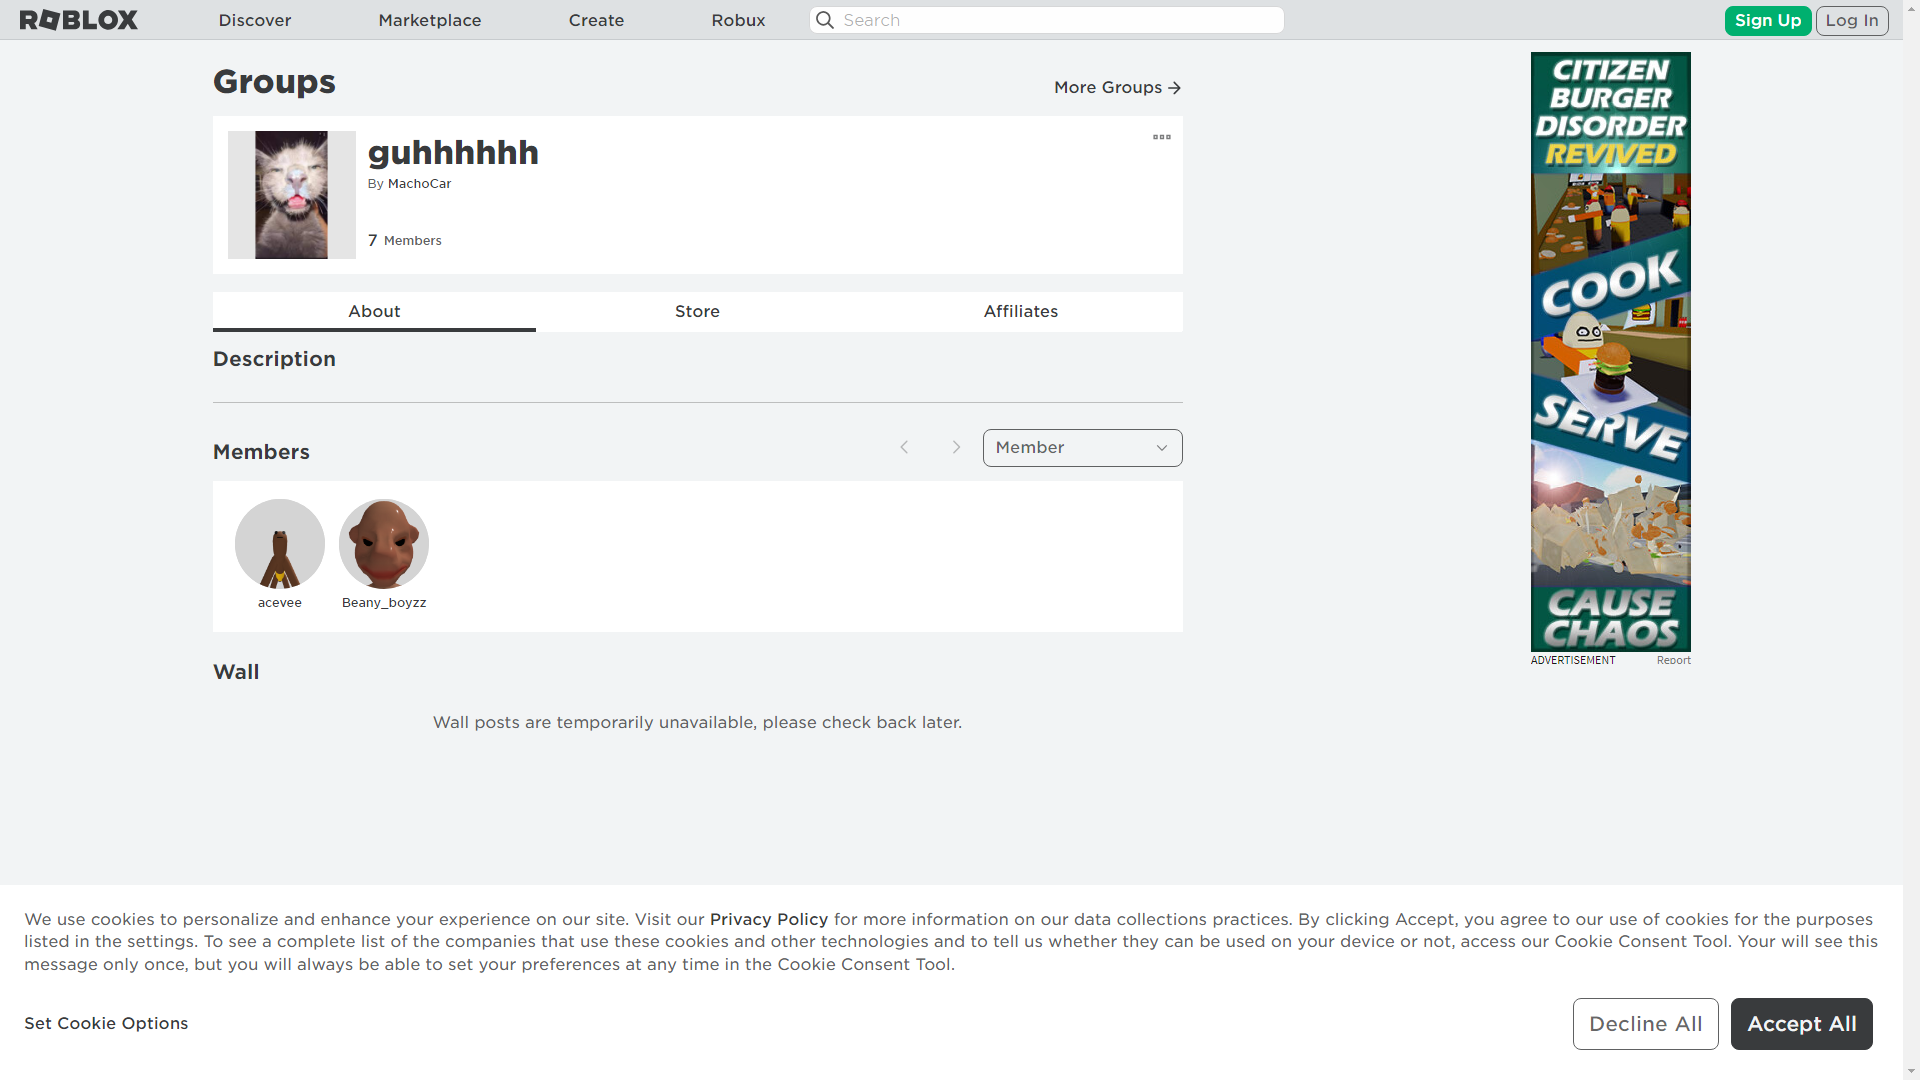 ROBLOX
Discover
Marketplace
Create
Robux
Search
Sign Up
Log In
Groups
More Groups
guhhhhhh
By MachoCar
7 Members
About
Store
Affiliates
Description
Members
Member
acevee
Beany_boyzz
Wall
Wall posts are temporarily unavailable, please check back later.
CITIZEN
BURGER
DISORDER
REVIVED
COOK
SERVE
CAUSE
CHAOS
ADVERTISEMENT
Report
We use cookies to personalize and enhance your experience on our site. Visit our Privacy Policy for more information on our data collections practices. By clicking Accept, you agree to our use of cookies for the purposes
listed in the settings. To see a complete list of the companies that use these cookies and other technologies and to tell us whether they can be used on your device or not, access our Cookie Consent Tool. Your will see this
message only once, but you will always be able to set your preferences at any time in the Cookie Consent Tool.
Set Cookie Options
Decline All
Accept All